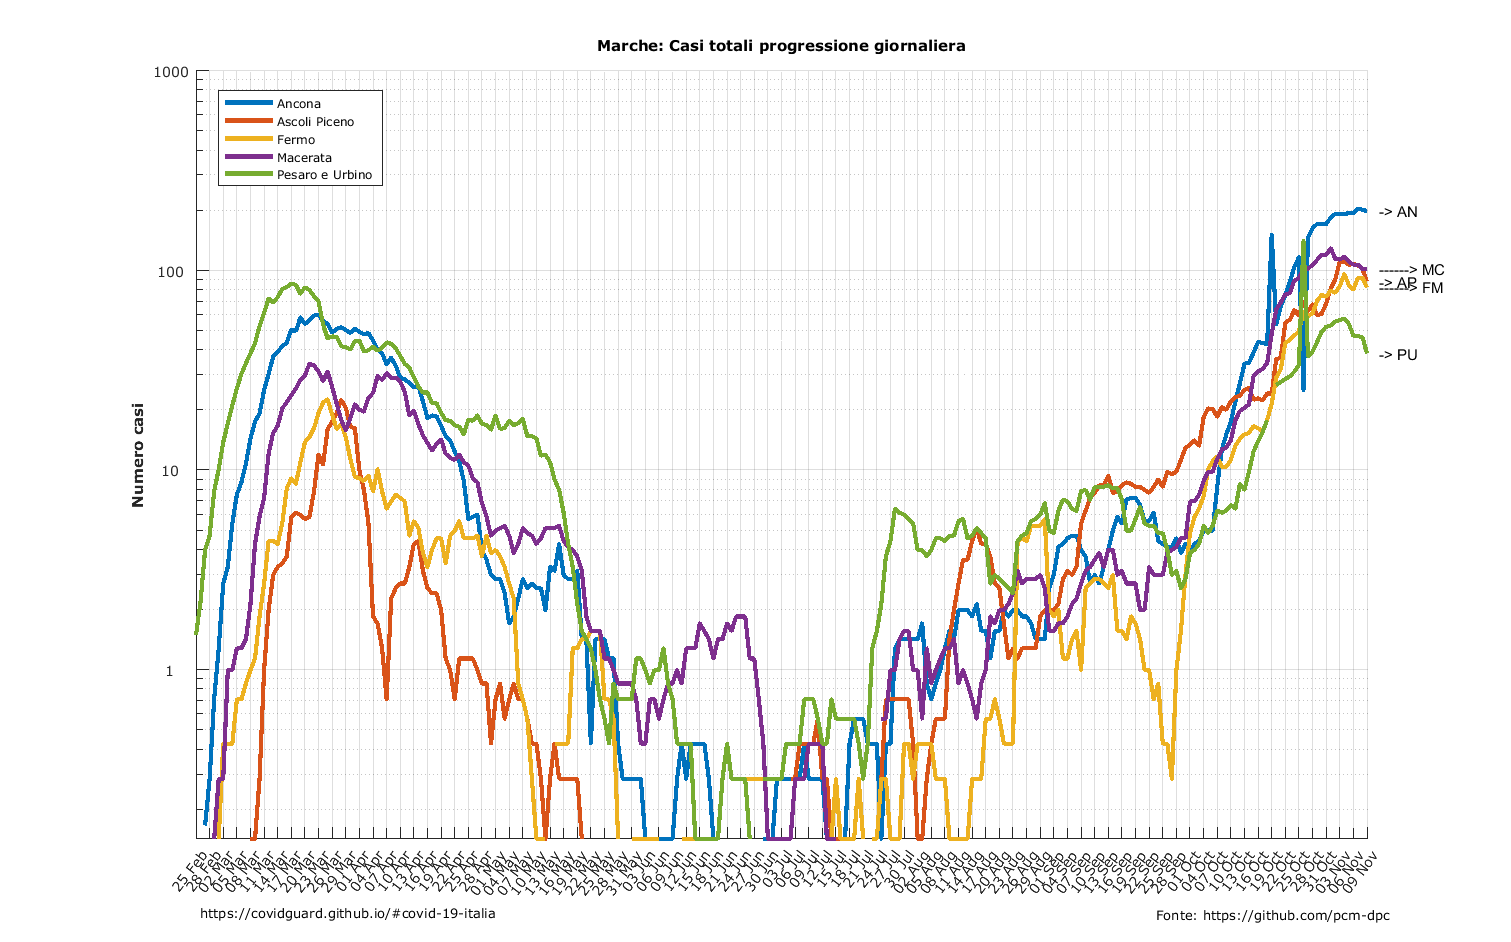 Marche: Casi totali progressione giornaliera
1000
100
10
1
Numero casi
Ancona
Ascoli Piceno
Fermo
Macerata
Pesaro e Urbino
-> AN
------> MC
-> AP
------> FM
-> PU
25 Feb
28 Feb
02 Mar
05 Mar
08 Mar
11 Mar
14 Mar
17 Mar
20 Mar
23 Mar
26 Mar
29 Mar
01 Apr
04 Apr
07 Apr
10 Apr
13 Apr
16 Apr
19 Apr
22 Apr
25 Apr
28 Apr
01 May
04 May
07 May
10 May
13 May
16 May
19 May
22 May
25 May
28 May
31 May
03 Jun
06 Jun
09 Jun
12 Jun
15 Jun
18 Jun
21 Jun
24 Jun
27 Jun
30 Jun
03 Jul
06 Jul
09 Jul
12 Jul
15 Jul
18 Jul
21 Jul
24 Jul
27 Jul
30 Jul
02 Aug
05 Aug
08 Aug
11 Aug
14 Aug
17 Aug
20 Aug
23 Aug
26 Aug
29 Aug
01 Sep
04 Sep
07 Sep
10 Sep
13 Sep
16 Sep
19 Sep
22 Sep
25 Sep
28 Sep
01 Oct
04 Oct
07 Oct
10 Oct
13 Oct
16 Oct
19 Oct
22 Oct
25 Oct
28 Oct
31 Oct
03 Nov
06 Nov
09 Nov
https://covidguard.github.io/#covid-19-italia
Fonte: https://github.com/pcm-dpc